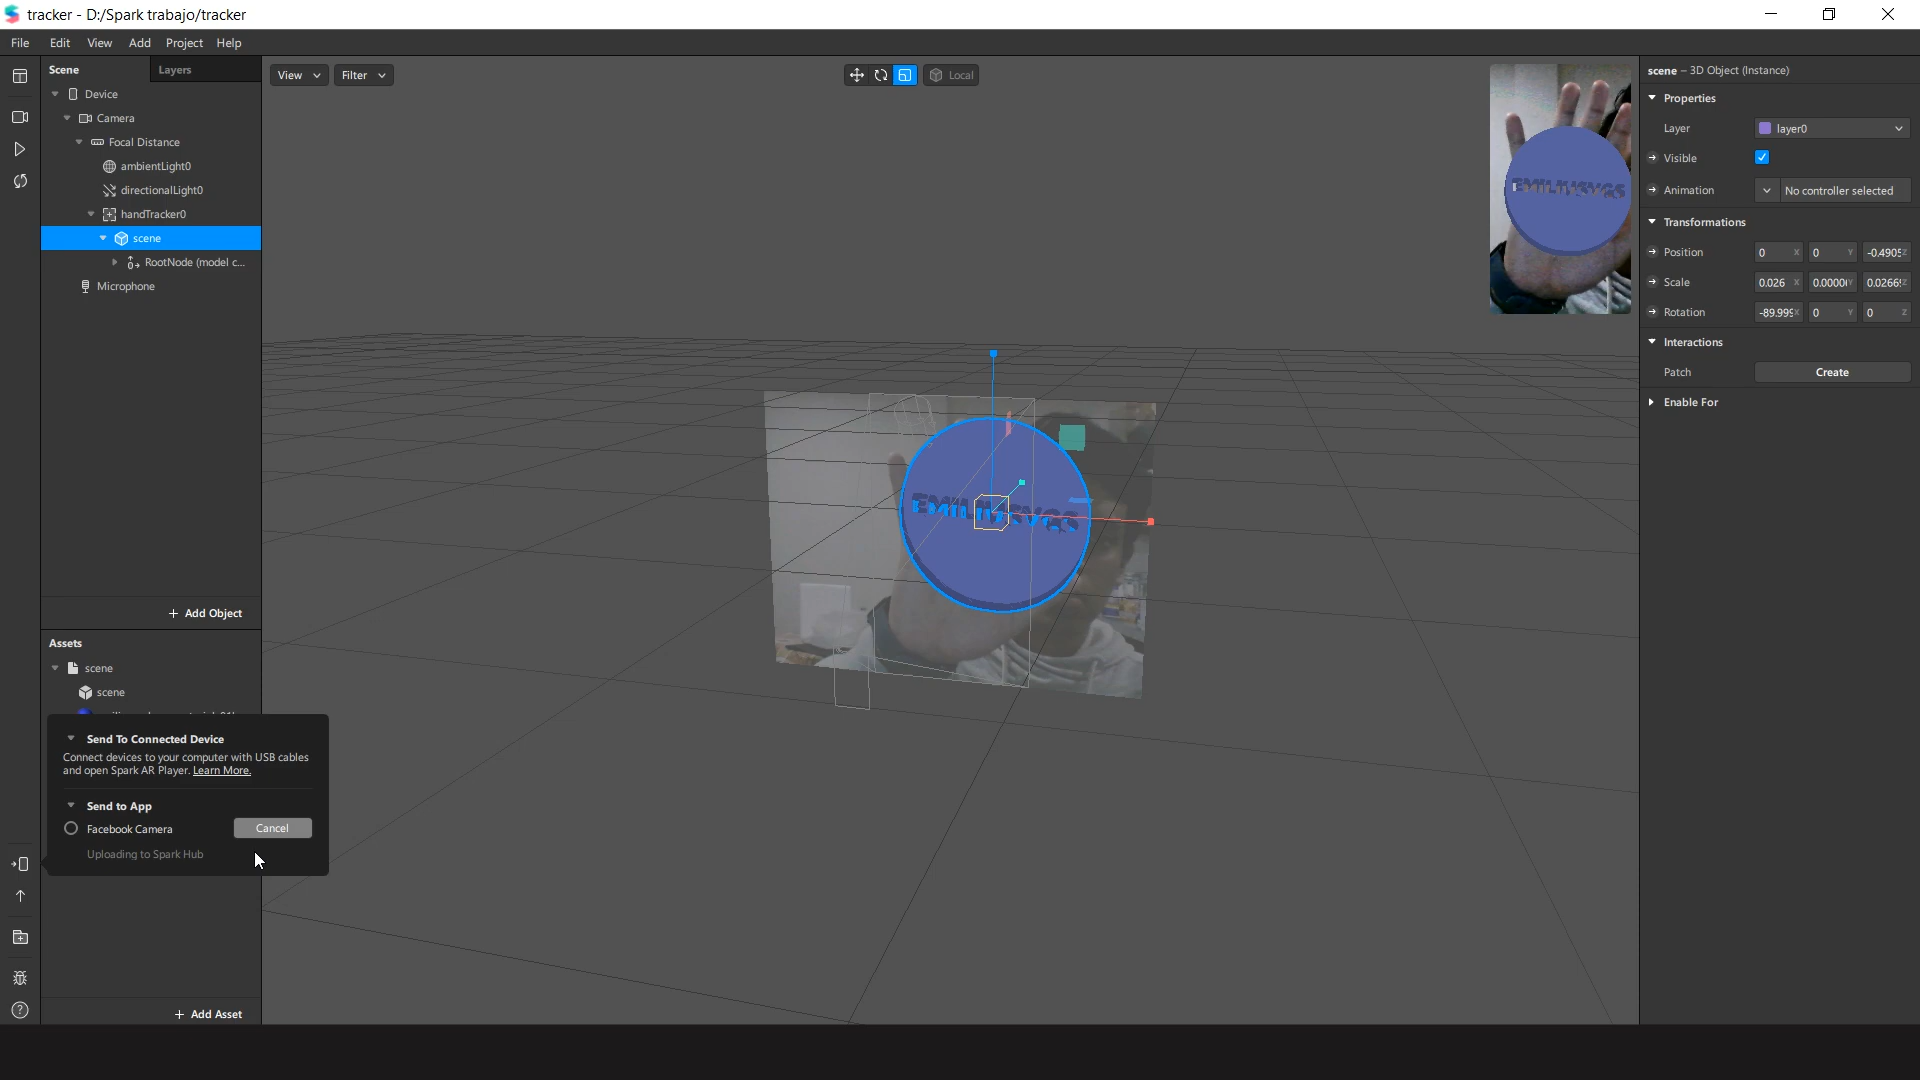 tracker - D:/Spark trabajo/tracker
File Edit View Add Project Help
Scene Layers
Device
Camera
Focal Distance
ambientLight0
directionalLight0
handTracker0
scene
RootNode (model c...
Microphone
+ Add Object
Assets
scene
scene
Send To Connected Device
Connect devices to your computer with USB cables
and open Spark AR Player. Learn More.
Send to App
Facebook Camera Cancel
Uploading to Spark Hub
+ Add Asset
View Filter
Local
EMILIUSVGS
EMILIUSVGS
scene – 3D Object (Instance)
Properties
Layer layer0
Visible
Animation No controller selected
Transformations
Position 0 X 0 Y -0.4905 Z
Scale 0.026 X 0.0000 Y 0.0266 Z
Rotation -89.999 X 0 Y 0 Z
Interactions
Patch Create
Enable For